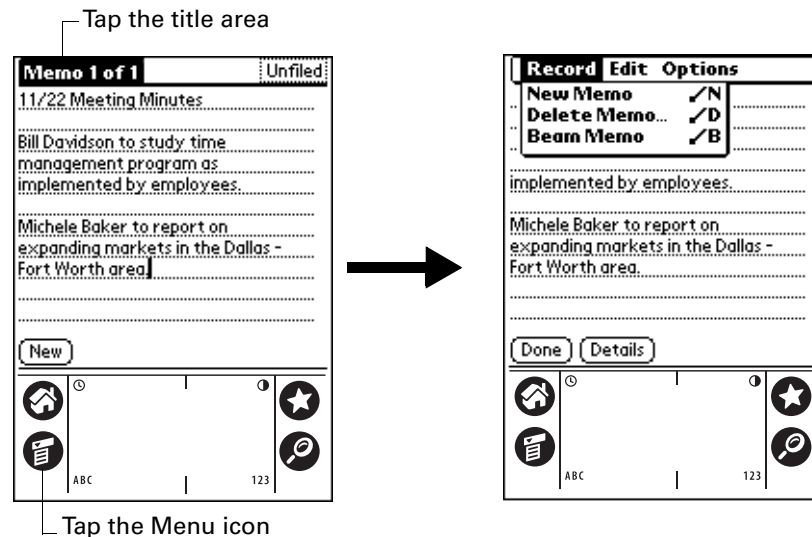 Tap the title area
Memo 1 of 1
Unfiled
11/22 Meeting Minutes
Bill Davidson to study time
management program as
implemented by employees.
Michele Baker to report on
expanding markets in the Dallas -
Fort Worth area.
New
ABC
123
Tap the Menu icon
Record Edit Options
New Memo /N
Delete Memo... /D
Beam Memo /B
implemented by employees.
Michele Baker to report on
expanding markets in the Dallas -
Fort Worth area.
Done
Details
ABC
123